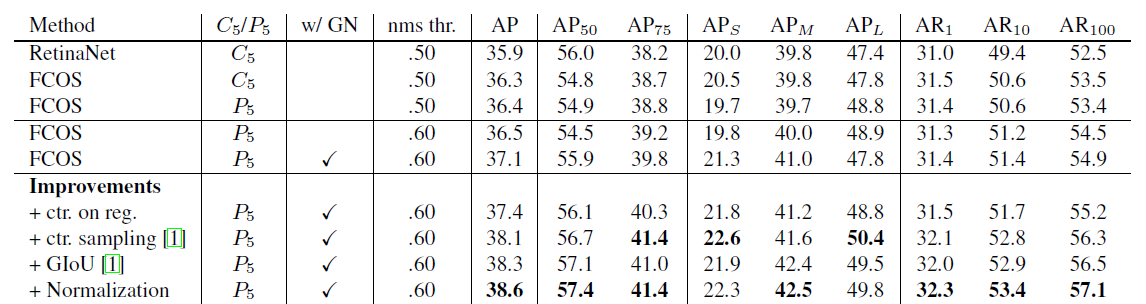 Method C₅/P₅ w/ GN nms thr. AP AP₅₀ AP₇₅ AP_S AP_M AP_L AR₁ AR₁₀ AR₁₀₀
RetinaNet C₅ .50 35.9 56.0 38.2 20.0 39.8 47.4 31.0 49.4 52.5
FCOS C₅ .50 36.3 54.8 38.7 20.5 39.8 47.8 31.5 50.6 53.5
FCOS P₅ .50 36.4 54.9 38.8 19.7 39.7 48.8 31.4 50.6 53.4
FCOS P₅ .60 36.5 54.5 39.2 19.8 40.0 48.9 31.3 51.2 54.5
FCOS P₅ ✓ .60 37.1 55.9 39.8 21.3 41.0 47.8 31.4 51.4 54.9
Improvements
+ ctr. on reg. P₅ ✓ .60 37.4 56.1 40.3 21.8 41.2 48.8 31.5 51.7 55.2
+ ctr. sampling [1] P₅ ✓ .60 38.1 56.7 41.4 22.6 41.6 50.4 32.1 52.8 56.3
+ GIoU [1] P₅ ✓ .60 38.3 57.1 41.0 21.9 42.4 49.5 32.0 52.9 56.5
+ Normalization P₅ ✓ .60 38.6 57.4 41.4 22.3 42.5 49.8 32.3 53.4 57.1